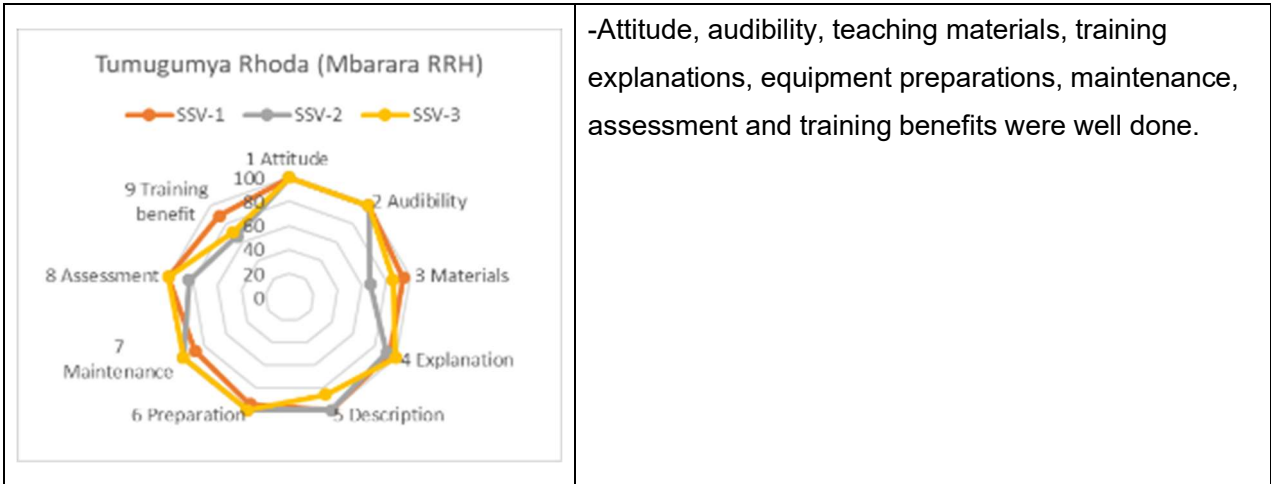 Tumugumya Rhoda (Mbarara RRH)
SSV-1 SSV-2 SSV-3
1 Attitude
100
80
60
40
20
0
2 Audibility
3 Materials
4 Explanation
5 Description
6 Preparation
7
Maintenance
8 Assessment
9 Training
benefit
-Attitude, audibility, teaching materials, training
explanations, equipment preparations, maintenance,
assessment and training benefits were well done.